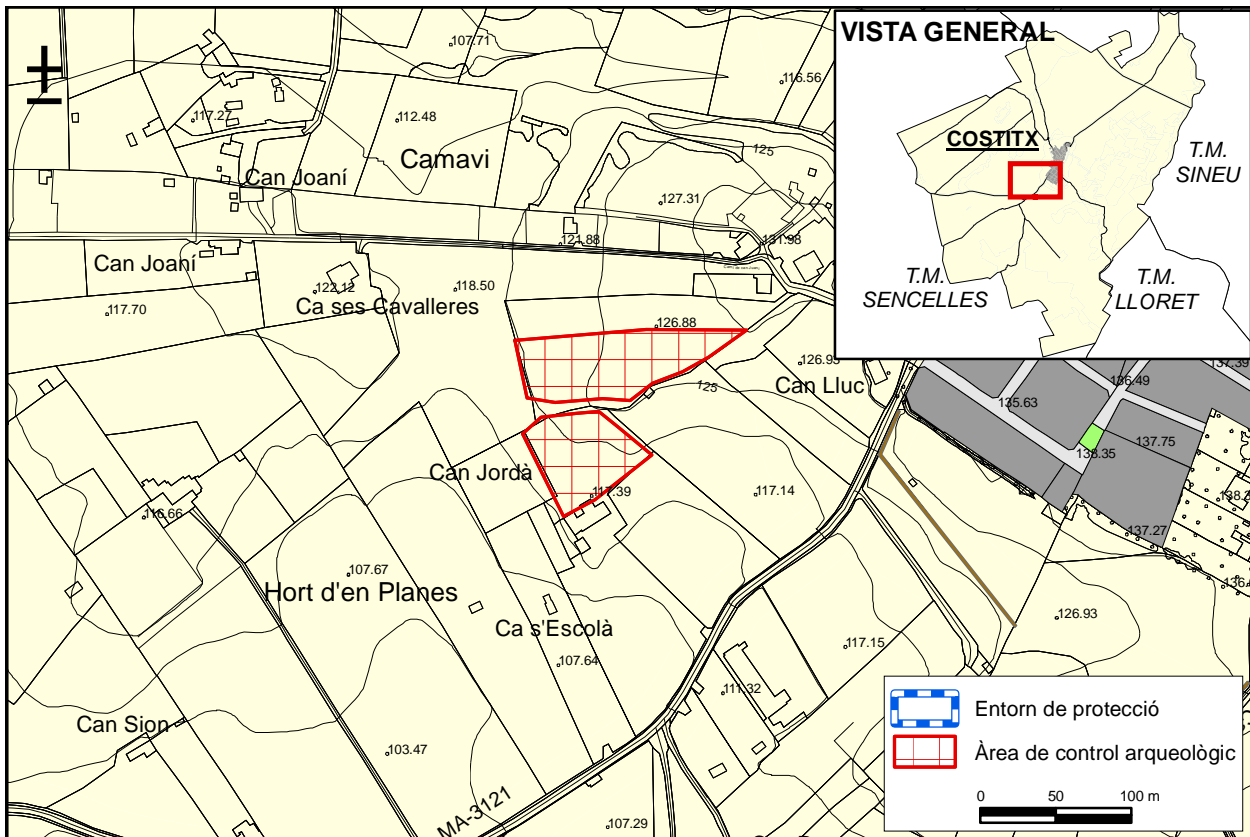 VISTA GENERAL
COSTITX
T.M.
SINEU
T.M.
SENCELLES
T.M.
LLORET
107.71
116.56
117.27
112.48
125
Camavi
Can Joaní
127.31
121.88
131.98
Can Joaní
122.12
118.50
Ca ses Cavalleres
117.70
126.88
126.93
125
Can Lluc
137.39
136.49
135.63
137.75
138.35
Can Jordà
117.39
117.14
116.66
137.27
107.67
Hort d'en Planes
Ca s'Escolà
126.93
117.15
107.64
111.32
Can Sion
103.47
MA-3121
107.29
Entorn de protecció
Àrea de control arqueològic
0 50 100 m